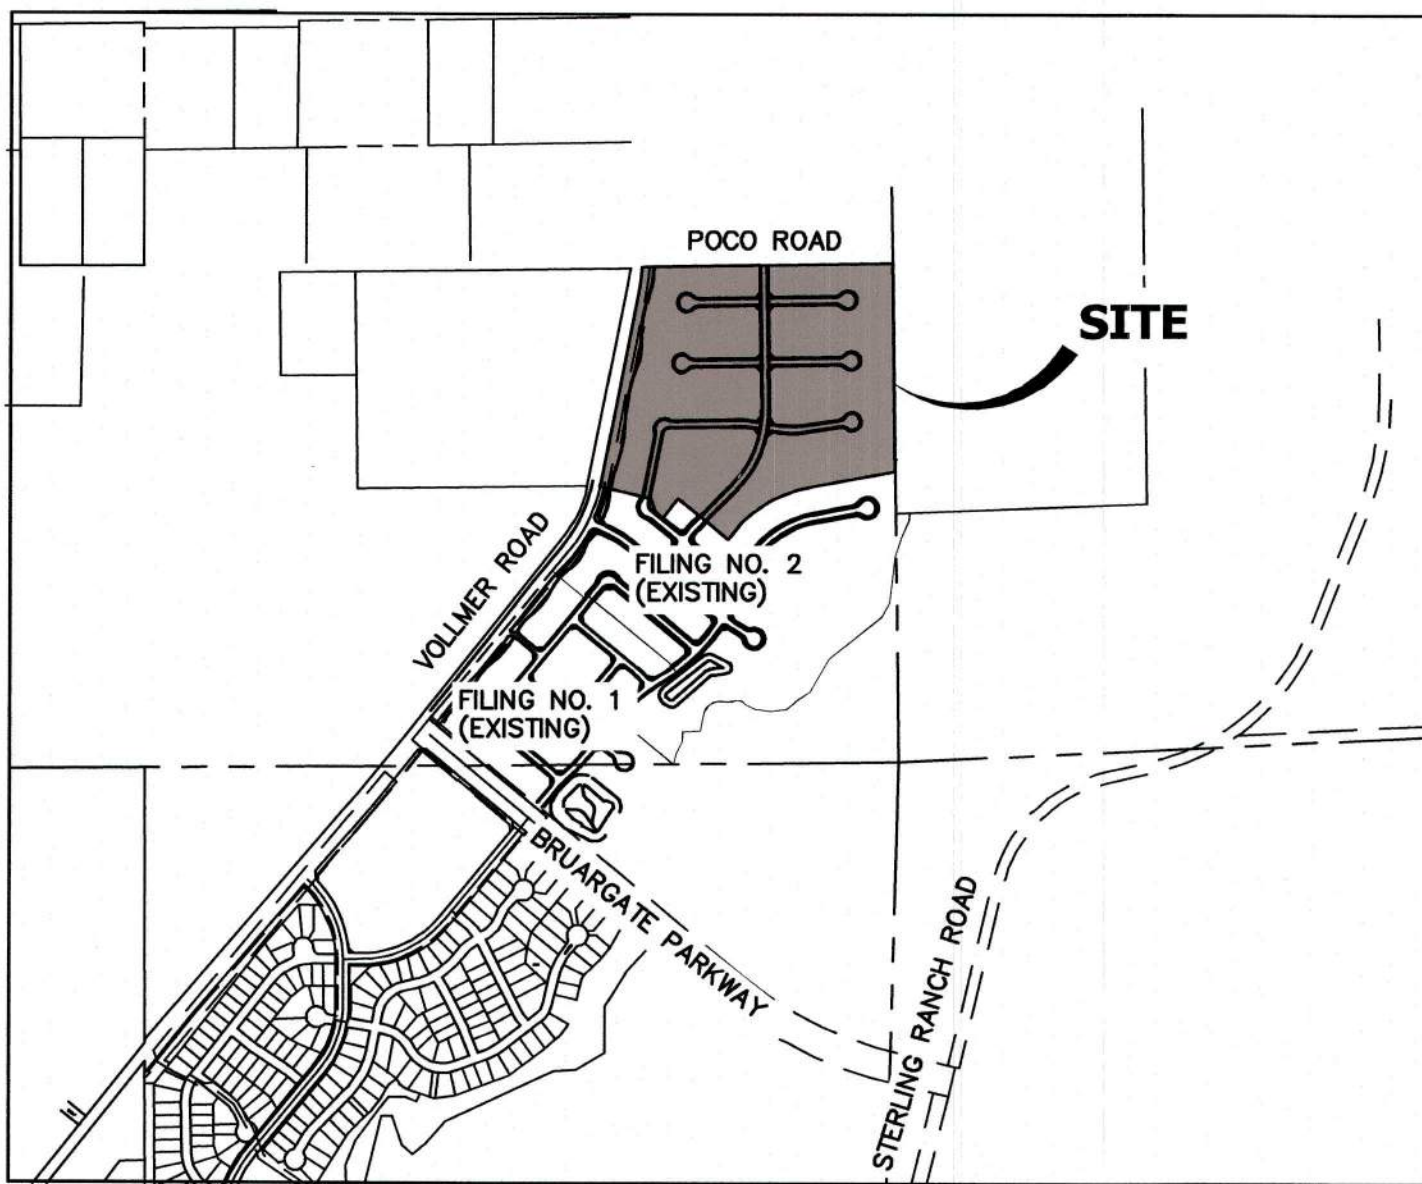 POCO ROAD
SITE
VOLLMER ROAD
FILING NO. 2
(EXISTING)
FILING NO. 1
(EXISTING)
BRUARGATE PARKWAY
STERLING RANCH ROAD